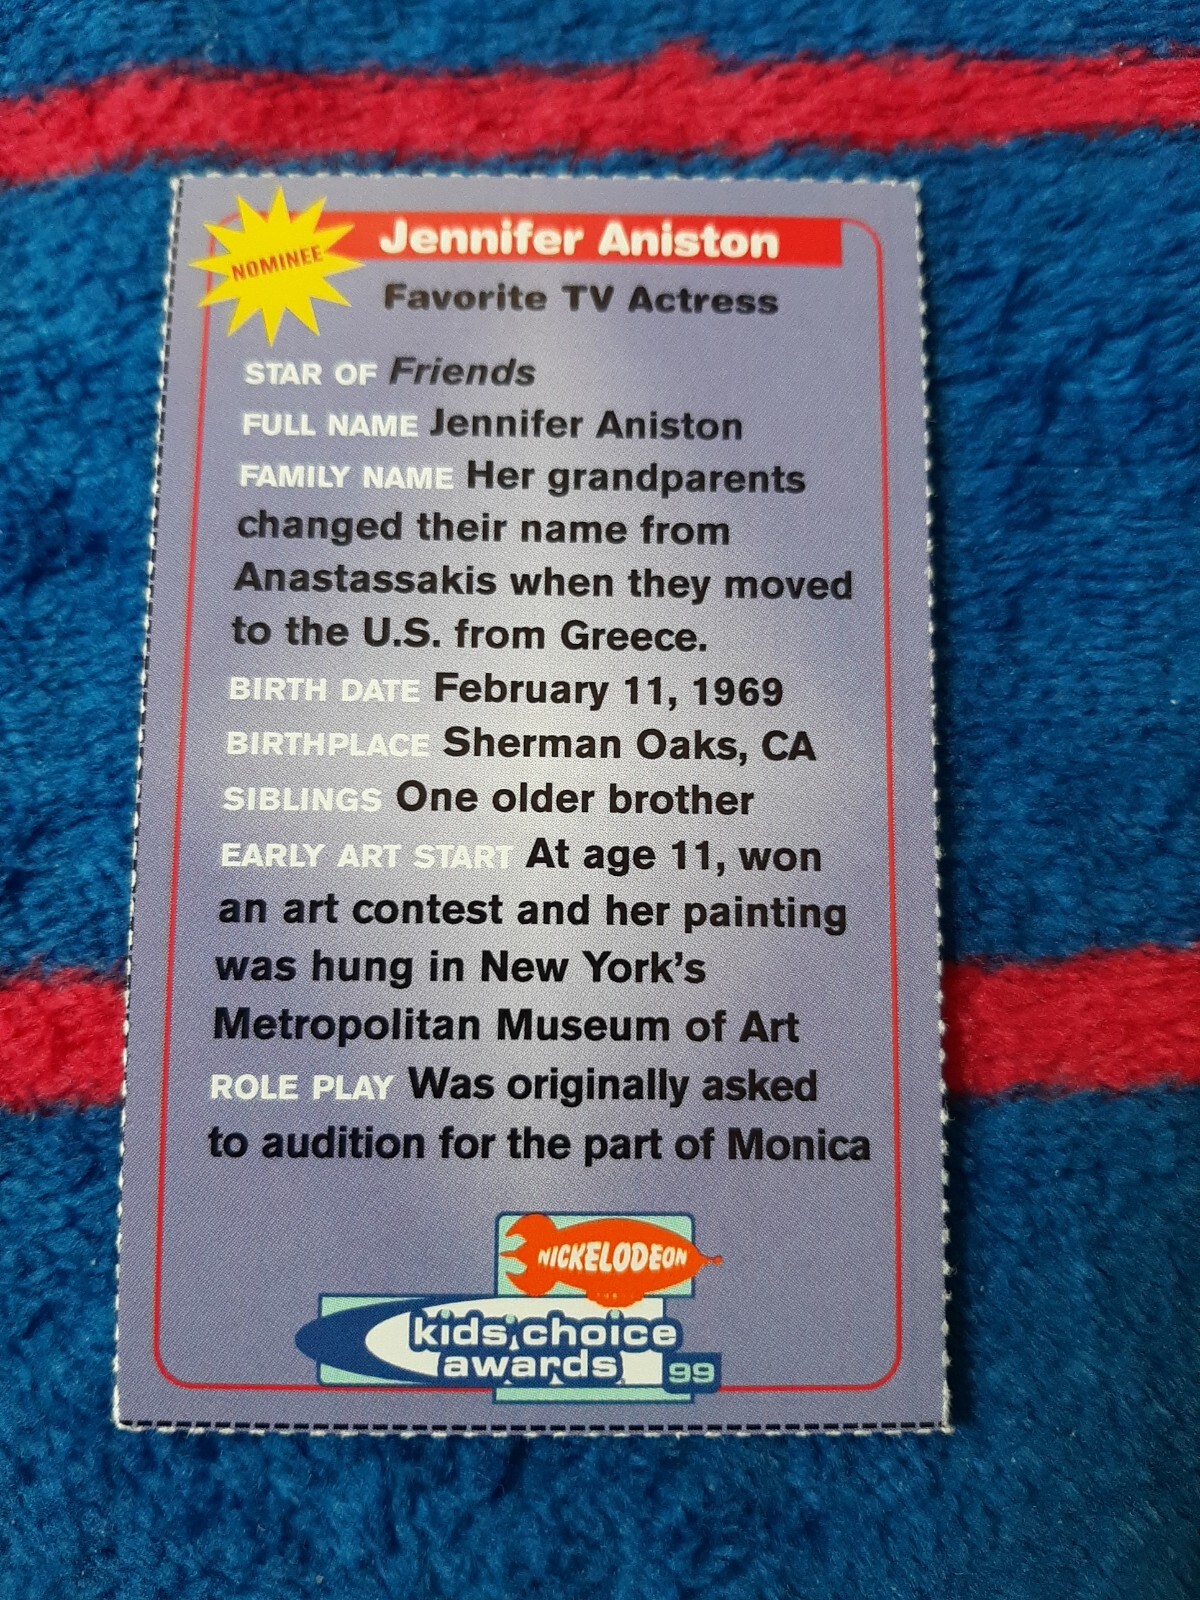 NOMINEE
Jennifer Aniston
Favorite TV Actress
STAR OF Friends
FULL NAME Jennifer Aniston
FAMILY NAME Her grandparents
changed their name from
Anastassakis when they moved
to the U.S. from Greece.
BIRTH DATE February 11, 1969
BIRTHPLACE Sherman Oaks, CA
SIBLINGS One older brother
EARLY ART START At age 11, won
an art contest and her painting
was hung in New York's
Metropolitan Museum of Art
ROLE PLAY Was originally asked
to audition for the part of Monica
NICKELODEON
kids' choice
awards 99